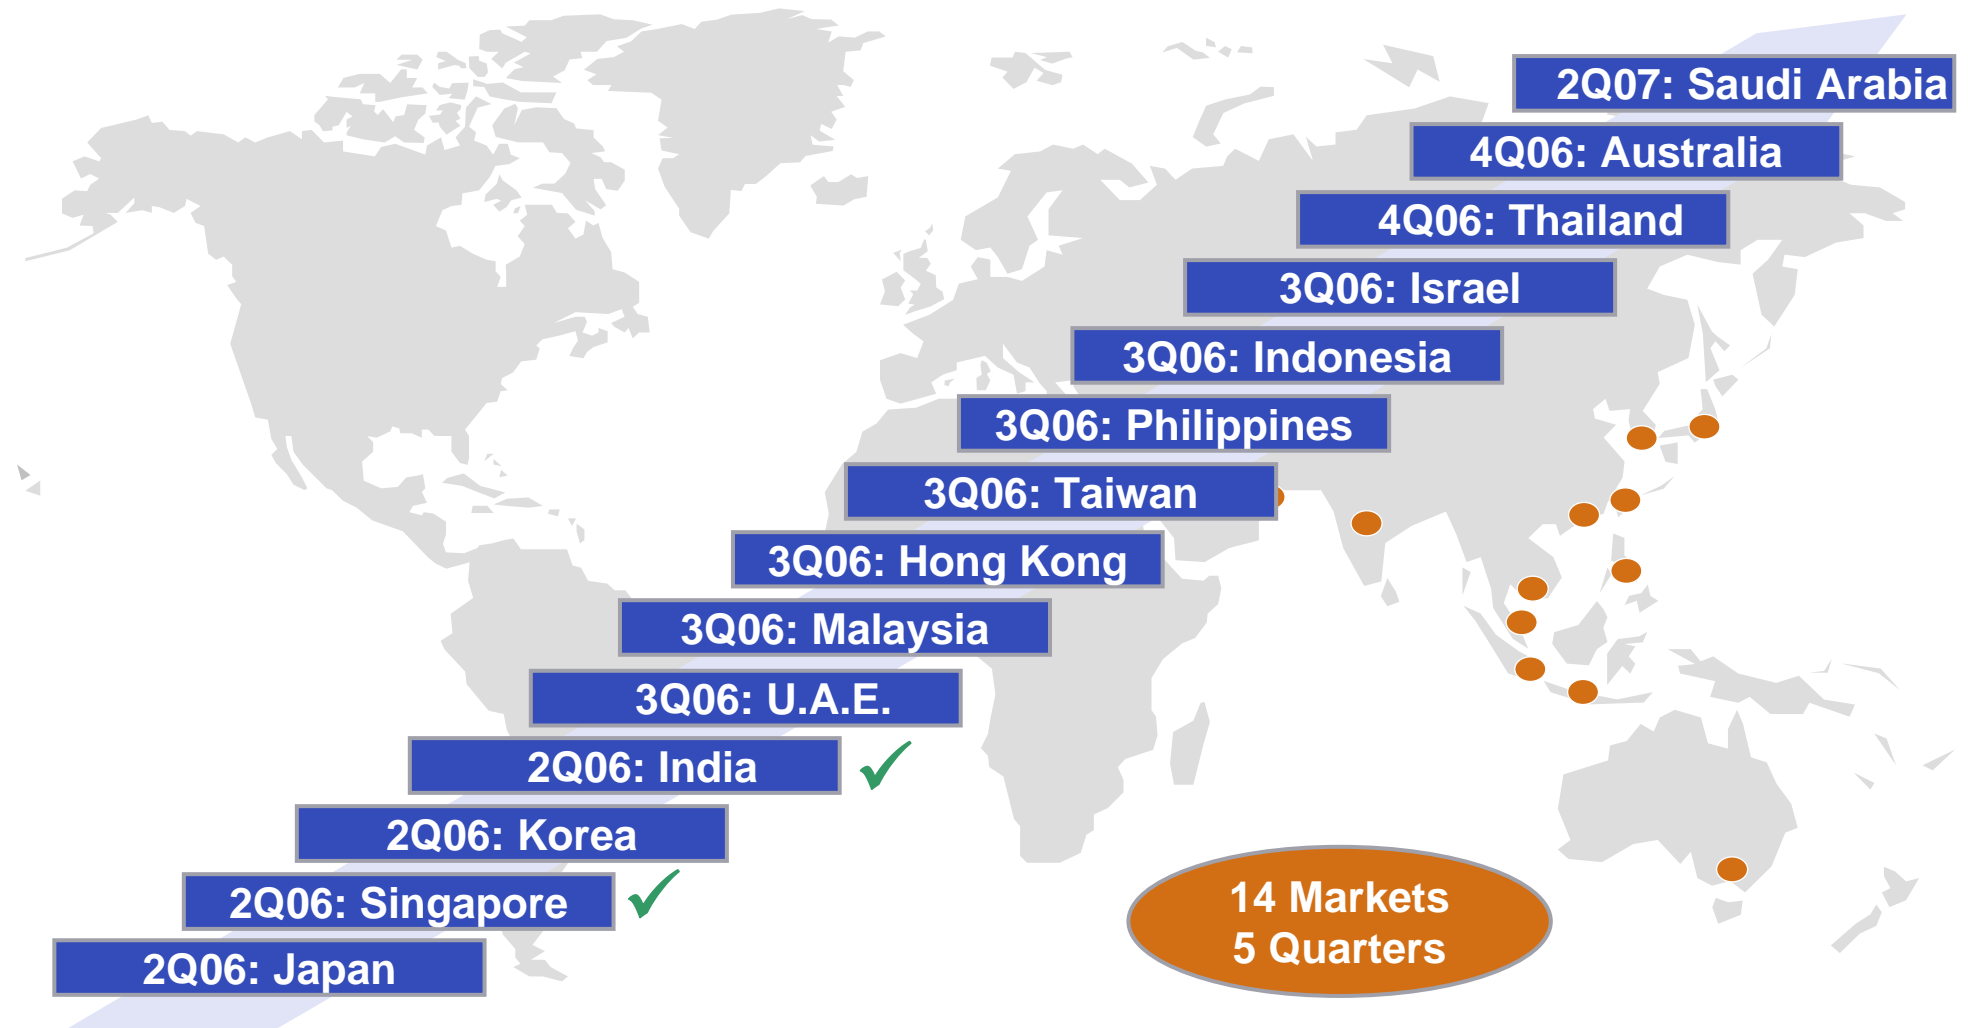 2Q07: Saudi Arabia
4Q06: Australia
4Q06: Thailand
3Q06: Israel
3Q06: Indonesia
3Q06: Philippines
3Q06: Taiwan
3Q06: Hong Kong
3Q06: Malaysia
3Q06: U.A.E.
2Q06: India
2Q06: Korea
2Q06: Singapore
2Q06: Japan
14 Markets
5 Quarters